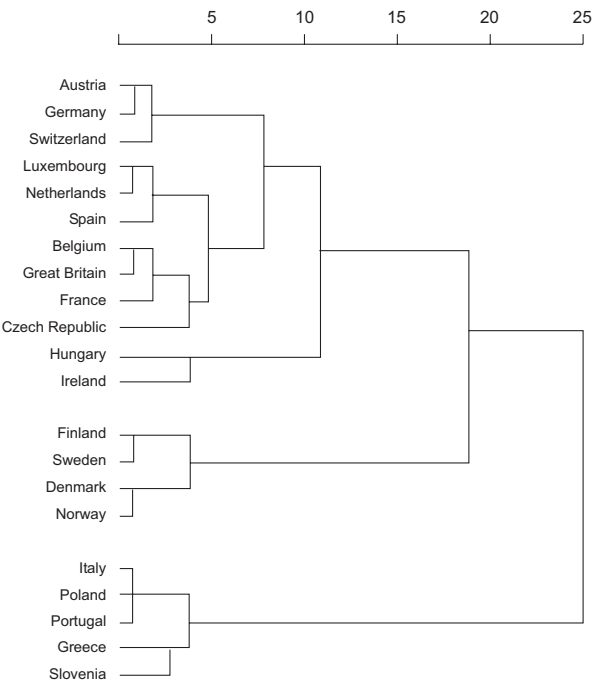 5 10 15 20 25
Austria
Germany
Switzerland
Luxembourg
Netherlands
Spain
Belgium
Great Britain
France
Czech Republic
Hungary
Ireland
Finland
Sweden
Denmark
Norway
Italy
Poland
Portugal
Greece
Slovenia